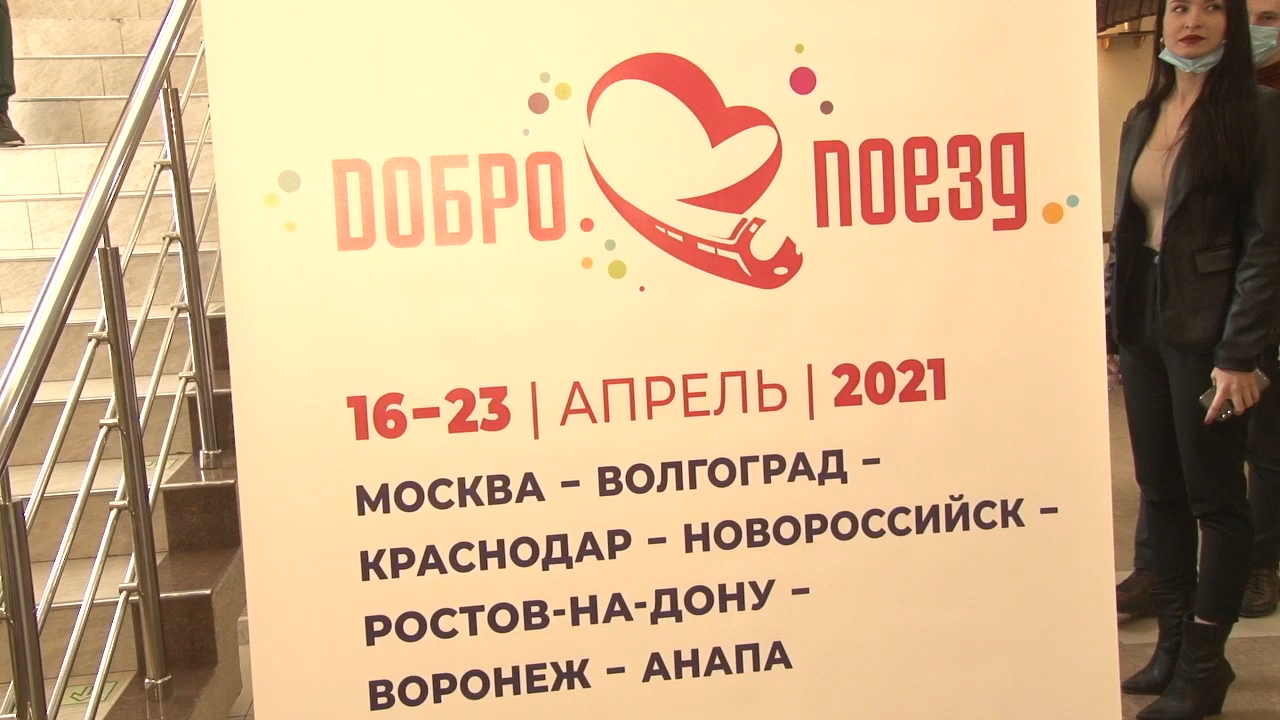 ДОБРО ПОЕЗД
16-23 | АПРЕЛЬ | 2021
МОСКВА – ВОЛГОГРАД –
КРАСНОДАР – НОВОРОССИЙСК –
РОСТОВ-НА-ДОНУ –
ВОРОНЕЖ – АНАПА